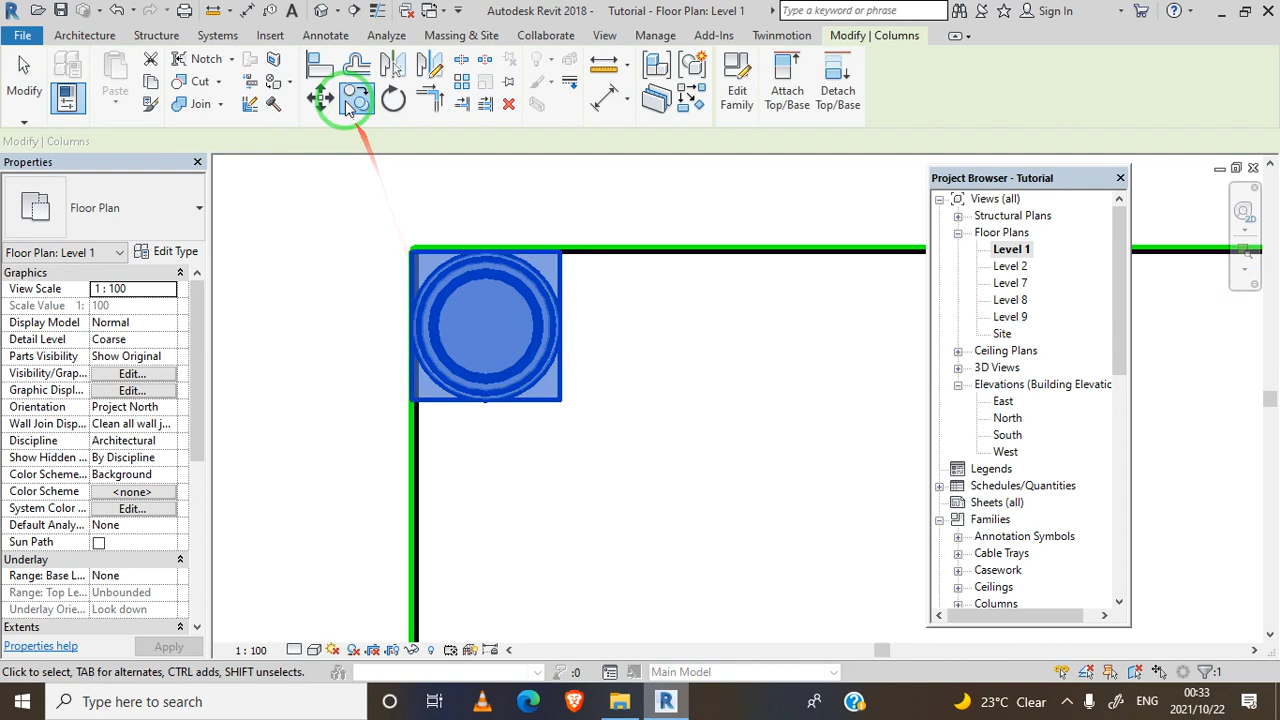 Autodesk Revit 2018 - Tutorial - Floor Plan: Level 1
Type a keyword or phrase
Sign In
File
Architecture
Structure
Systems
Insert
Annotate
Analyze
Massing & Site
Collaborate
View
Manage
Add-Ins
Twinmotion
Modify | Columns
Modify
Paste
Notch
Cut
Join
Edit
Family
Attach
Top/Base
Detach
Top/Base
Modify | Columns
Properties
Floor Plan
Floor Plan: Level 1
Edit Type
Graphics
View Scale 1 : 100
Scale Value 1: 100
Display Model Normal
Detail Level Coarse
Parts Visibility Show Original
Visibility/Grap... Edit...
Graphic Displ... Edit...
Orientation Project North
Wall Join Displ... Clean all wall j...
Discipline Architectural
Show Hidden ... By Discipline
Color Scheme... Background
Color Scheme <none>
System Color ... Edit...
Default Analy... None
Sun Path
Underlay
Range: Base L... None
Range: Top Le... Unbounded
Underlay Orie... Look down
Extents
Properties help
Apply
Project Browser - Tutorial
Views (all)
Structural Plans
Floor Plans
Level 1
Level 2
Level 7
Level 8
Level 9
Site
Ceiling Plans
3D Views
Elevations (Building Elevatic
East
North
South
West
Legends
Schedules/Quantities
Sheets (all)
Families
Annotation Symbols
Cable Trays
Casework
Ceilings
Columns
2D
1 : 100
Click to select, TAB for alternates, CTRL adds, SHIFT unselects.
:0
Main Model
:1
Type here to search
23°C Clear
ENG
00:33
2021/10/22